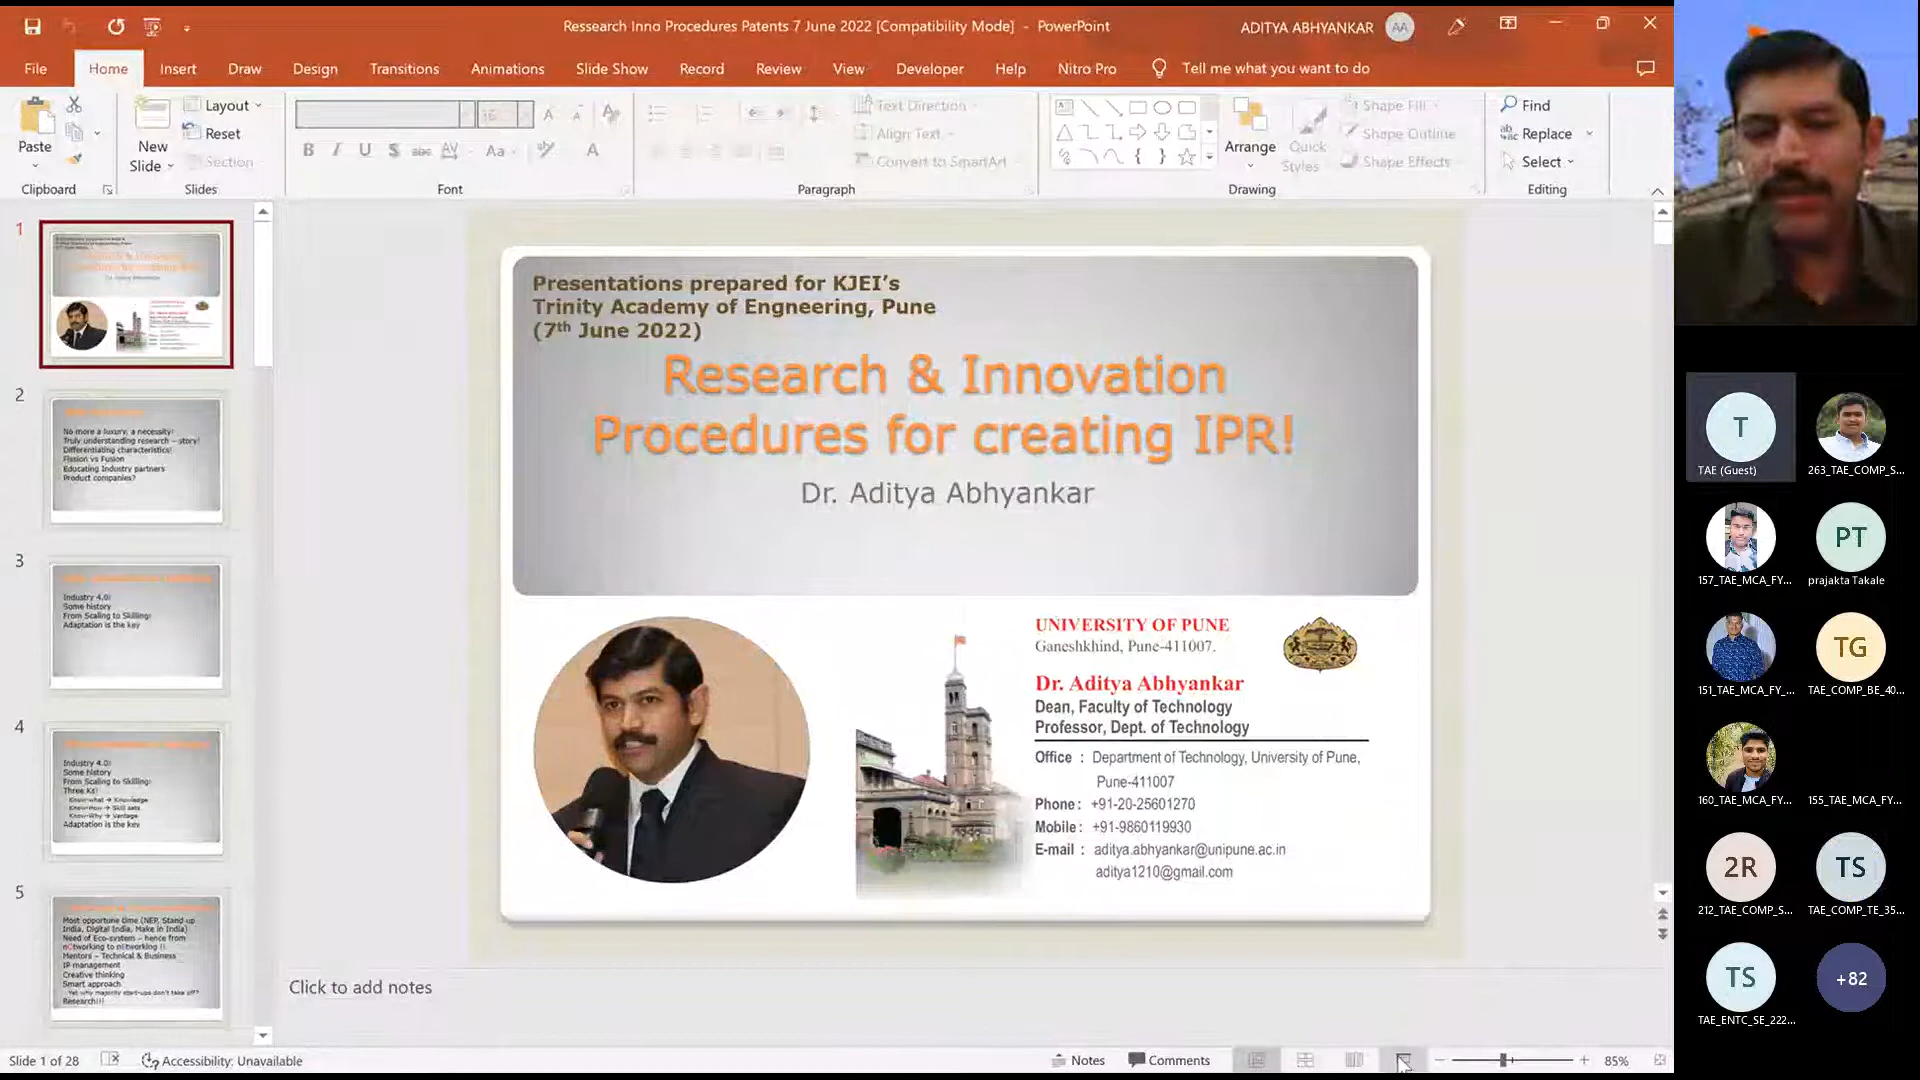 Ressearch Inno Procedures Patents 7 June 2022 [Compatibility Mode] - PowerPoint
ADITYA ABHYANKAR
AA
File
Home
Insert
Draw
Design
Transitions
Animations
Slide Show
Record
Review
View
Developer
Help
Nitro Pro
Tell me what you want to do
Paste
Clipboard
New
Slide
Layout
Reset
Section
Slides
Font
Text Direction
Align Text
Convert to SmartArt
Paragraph
Arrange
Quick
Styles
Shape Fill
Shape Outline
Shape Effects
Drawing
Find
Replace
Select
Editing
1
2
No more a luxury, a necessity!
Truly understanding research – story!
Differentiating characteristics!
Fission vs Fusion
Educating Industry partners
Product companies?
3
Industry 4.0!
Some history
From Scaling to Skilling!
Adaptation is the key
4
Industry 4.0!
Some history
From Scaling to Skilling!
Three Ks!
Know-what → Knowledge
Know-How → Skill sets
Know-Why → Vantage
Adaptation is the key
5
Most opportune time (NEP, Stand up
India, Digital India, Make in India)
Need of Eco-system – hence from
Mentors – Technical & Business
IP management
Creative thinking
Smart approach
Yet why majority start-ups don't take off?
Research!!!
Presentations prepared for KJEI's
Trinity Academy of Engneering, Pune
(7th June 2022)
Research & Innovation
Procedures for creating IPR!
Dr. Aditya Abhyankar
UNIVERSITY OF PUNE
Ganeshkhind, Pune-411007.
Dr. Aditya Abhyankar
Dean, Faculty of Technology
Professor, Dept. of Technology
Office : Department of Technology, University of Pune,
Pune-411007
Phone : +91-20-25601270
Mobile : +91-9860119930
E-mail : aditya.abhyankar@unipune.ac.in
aditya1210@gmail.com
Click to add notes
Slide 1 of 28
Accessibility: Unavailable
Notes
Comments
85%
T
TAE (Guest)
263_TAE_COMP_S...
157_TAE_MCA_FY...
PT
prajakta Takale
151_TAE_MCA_FY_...
TG
TAE_COMP_BE_40...
160_TAE_MCA_FY...
155_TAE_MCA_FY...
2R
212_TAE_COMP_S...
TS
TAE_COMP_TE_35...
TS
TAE_ENTC_SE_222...
+82